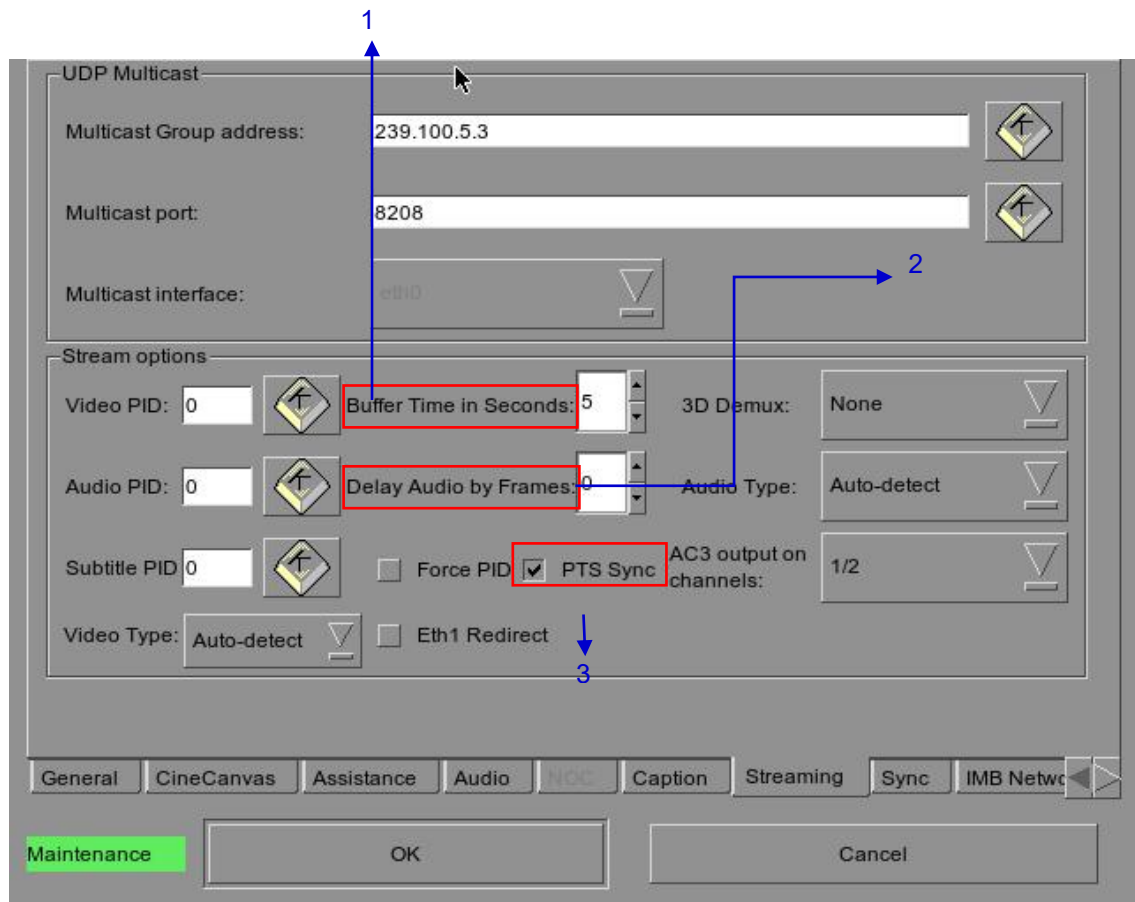 1
UDP Multicast
Multicast Group address: 239.100.5.3
Multicast port: 8208
2
Multicast interface: eth0
Stream options
Video PID: 0 Buffer Time in Seconds: 5 3D Demux: None
Audio PID: 0 Delay Audio by Frames: 0 Audio Type: Auto-detect
Subtitle PID 0 Force PID PTS Sync AC3 output on channels: 1/2
Video Type: Auto-detect Eth1 Redirect
3
General CineCanvas Assistance Audio NOC Caption Streaming Sync IMB Netwo
Maintenance OK Cancel